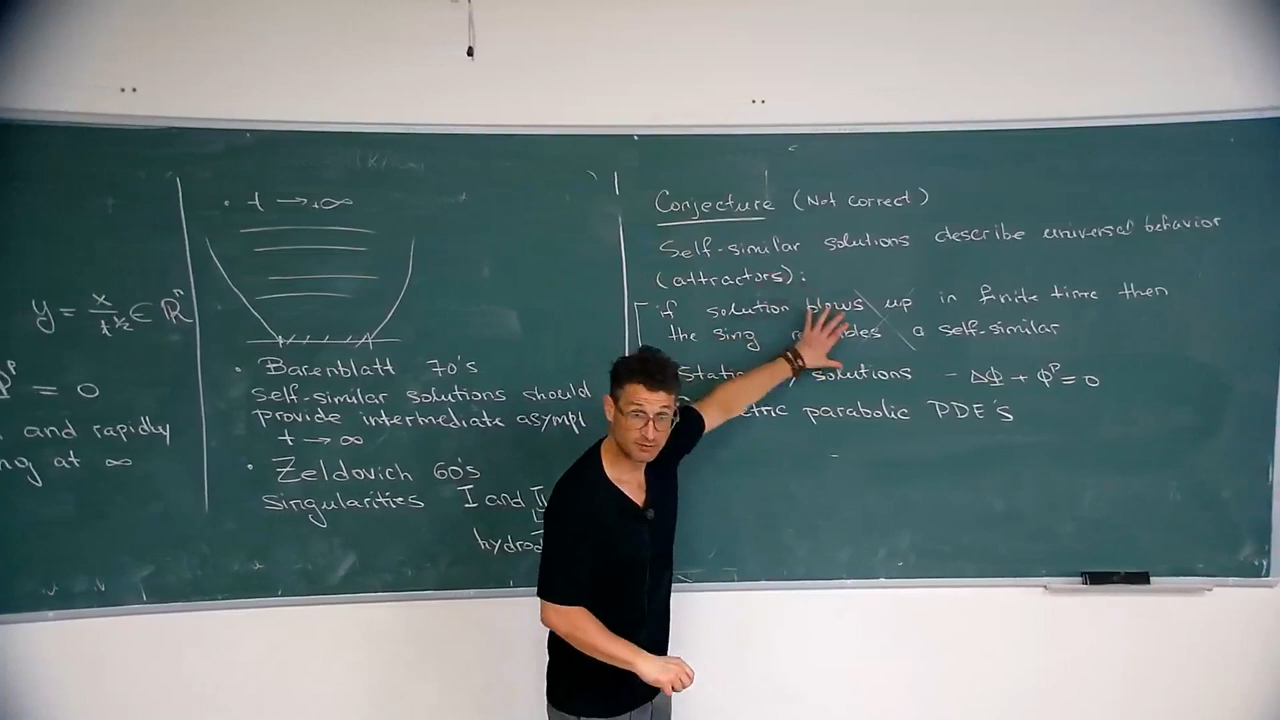 y = x/t^{1/2} ∈ ℝⁿ
= 0
and rapidly
at ∞
• t → +∞
• Barenblatt 70's
self-similar solutions should
provide intermediate asympt
t → ∞
• Zeldovich 60's
singularities I and II
Conjecture (Not correct)
Self-similar solutions describe universal behavior
(attractors):
if solution blows up in finite time then
the sing a self-similar
solutions - ΔΦ + Φᵖ = 0
parabolic PDE's